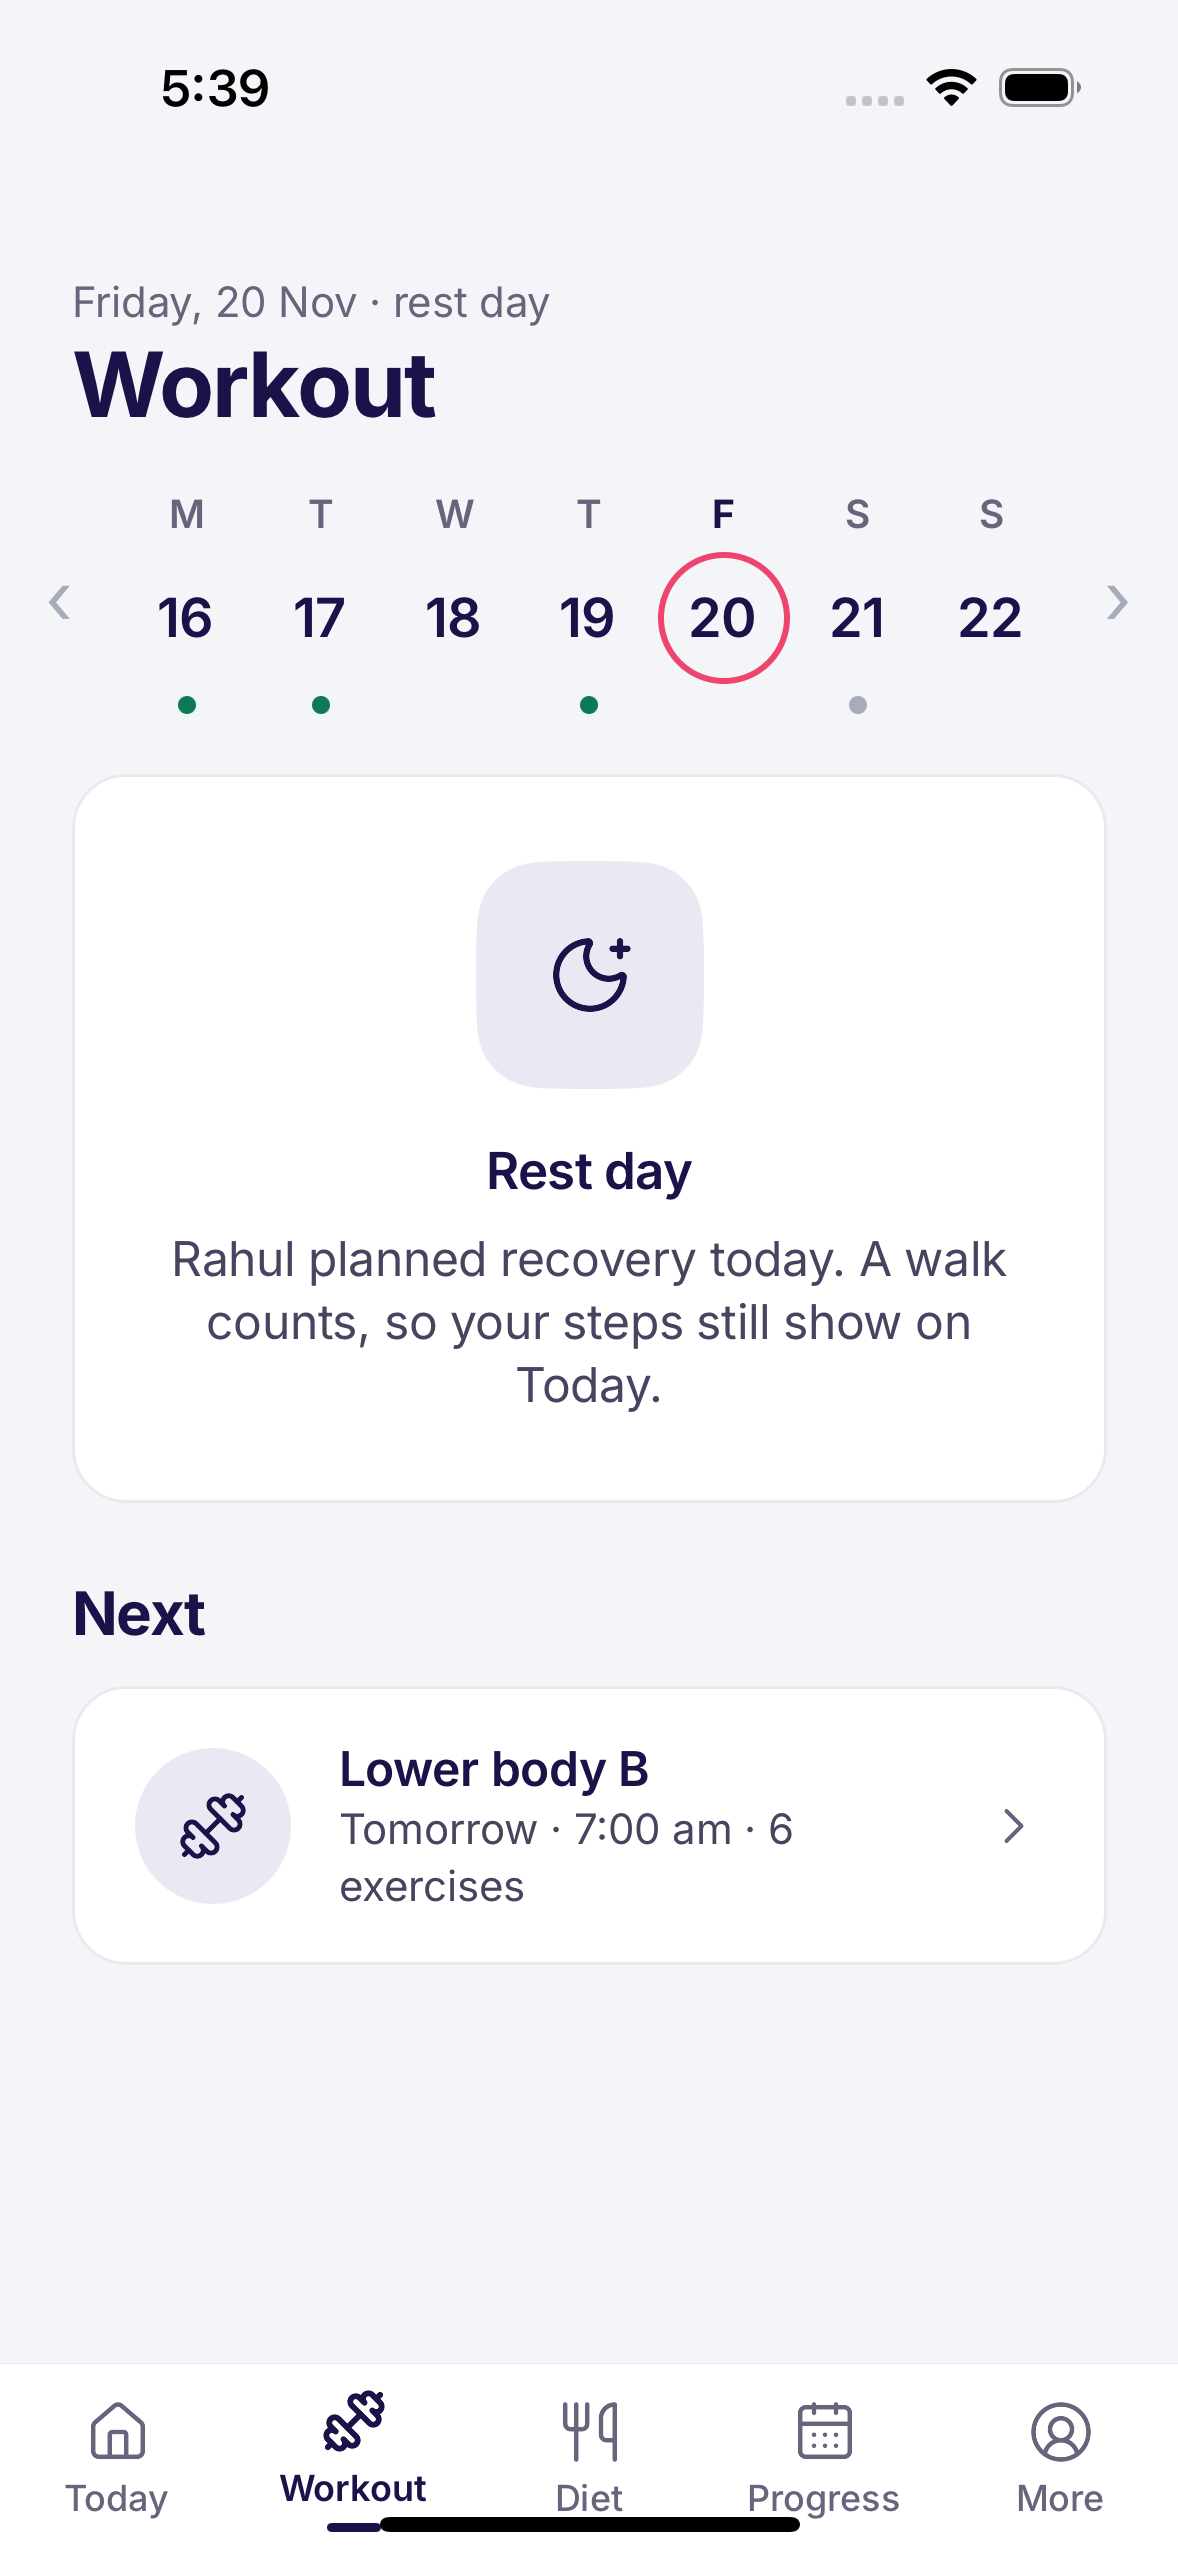 5:39
Friday, 20 Nov · rest day
Workout
M T W T F S S
16 17 18 19 20 21 22
Rest day
Rahul planned recovery today. A walk
counts, so your steps still show on
Today.
Next
Lower body B
Tomorrow · 7:00 am · 6
exercises
Today Workout Diet Progress More